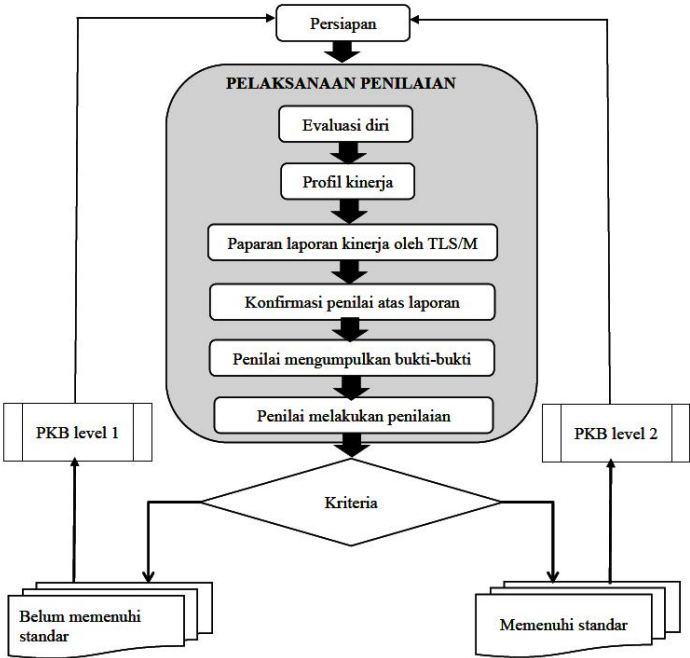 Persiapan
PELAKSANAAN PENILAIAN
Evaluasi diri
Profil kinerja
Paparan laporan kinerja oleh TLS/M
Konfirmasi penilai atas laporan
Penilai mengumpulkan bukti-bukti
Penilai melakukan penilaian
PKB level 1
PKB level 2
Kriteria
Belum memenuhi
standar
Memenuhi standar